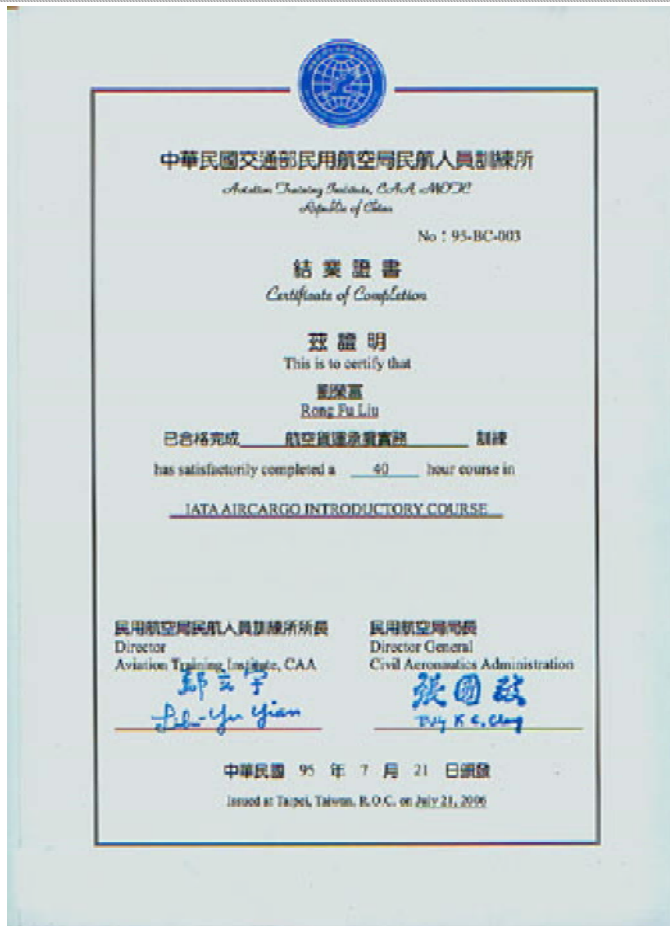 中華民國交通部民用航空局民航人員訓練所
Aviation Training Institute, CAA, MOTC
Republic of China
No : 95-BC-003
結業證書
Certificate of Completion
茲證明
This is to certify that
劉榮富
Rong Fu Liu
已合格完成 航空貨運承攬實務 訓練
has satisfactorily completed a 40 hour course in
IATA AIRCARGO INTRODUCTORY COURSE
民用航空局民航人員訓練所所長
Director
Aviation Training Institute, CAA
民用航空局局長
Director General
Civil Aeronautics Administration
張國政
中華民國 95 年 7 月 21 日頒發
Issued at Taipei, Taiwan, R.O.C. on July 21, 2006